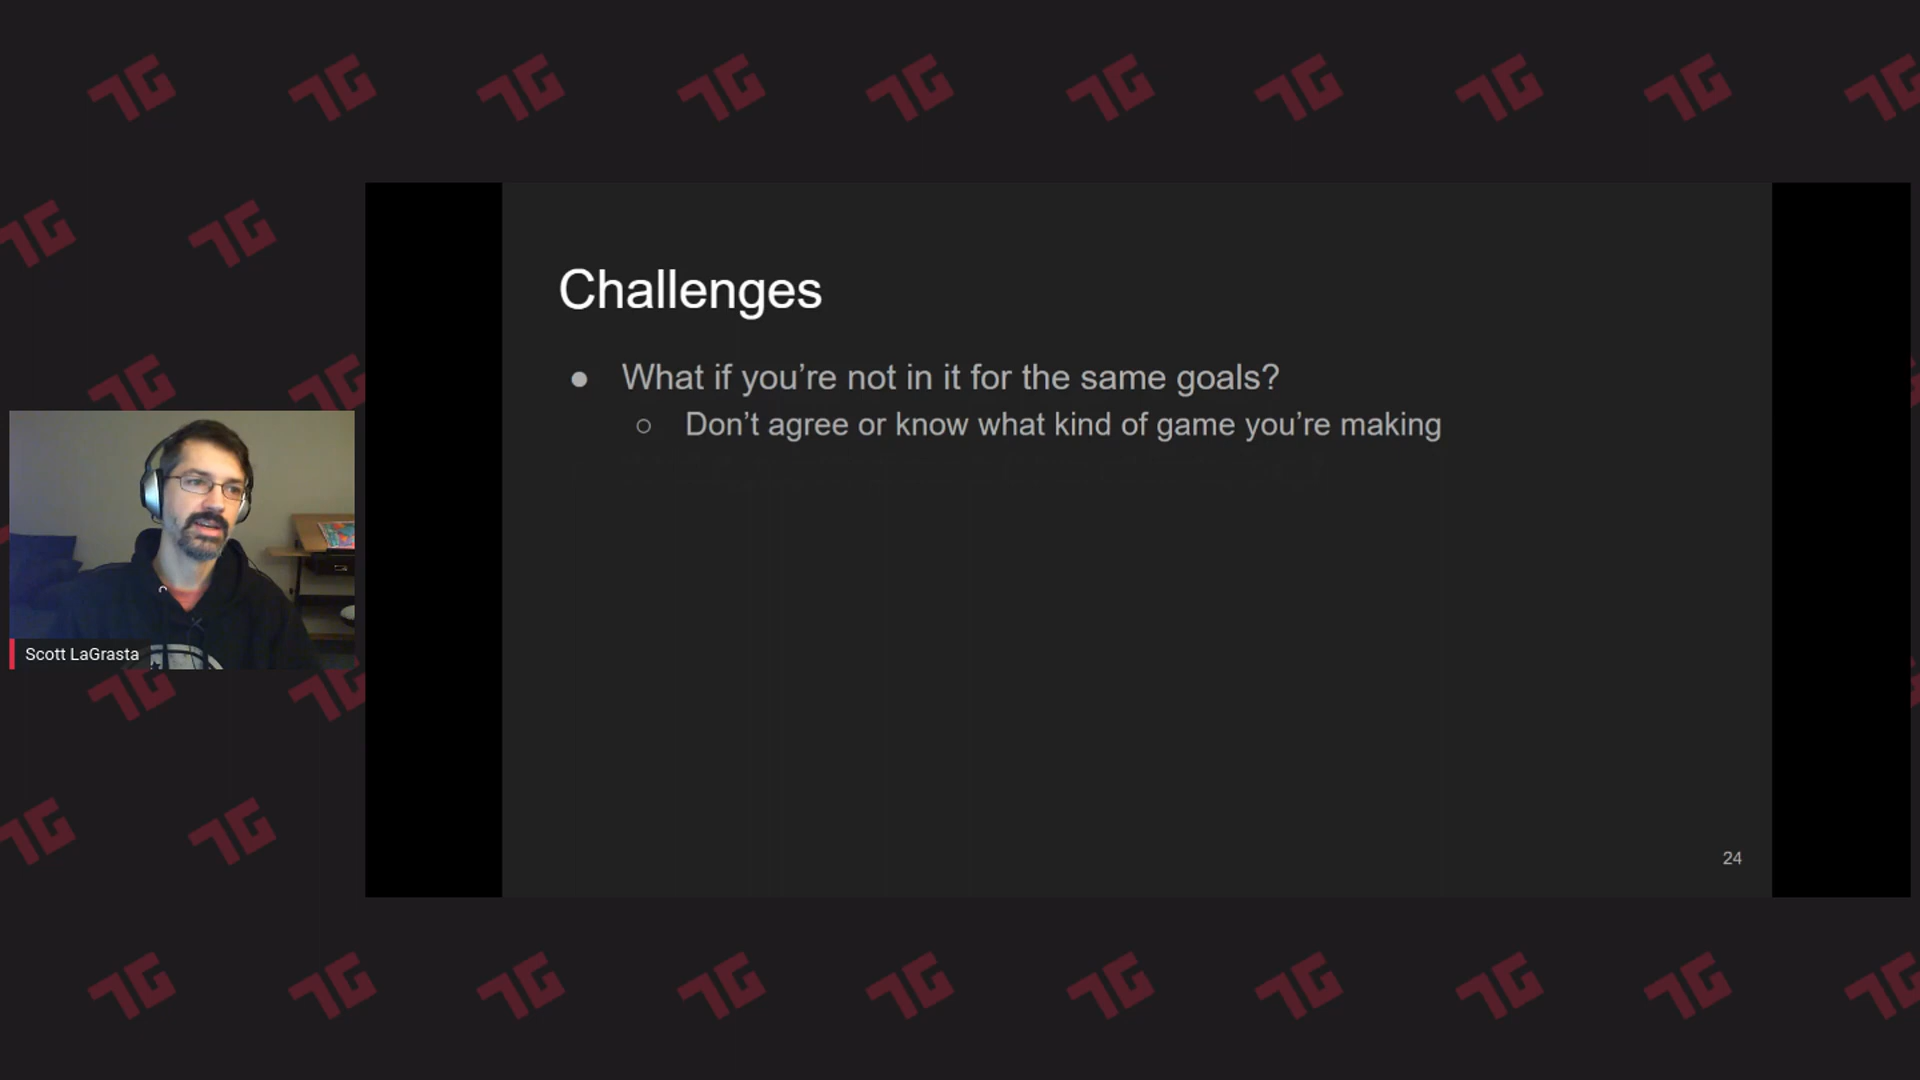 Challenges
● What if you’re not in it for the same goals?
○ Don’t agree or know what kind of game you’re making
Scott LaGrasta
24